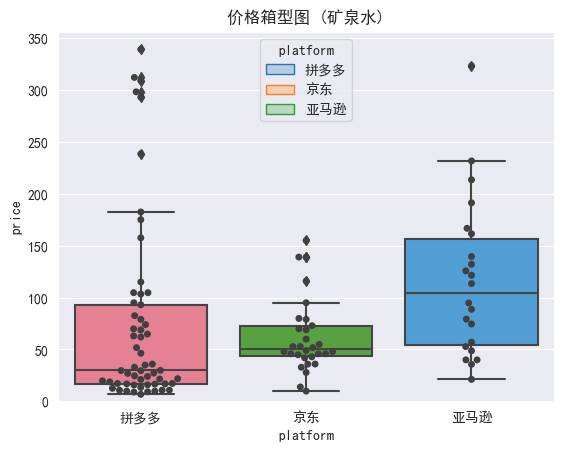 价格箱型图 (矿泉水)
platform
拼多多
京东
亚马逊
price
350
300
250
200
150
100
50
0
拼多多 京东 亚马逊
platform